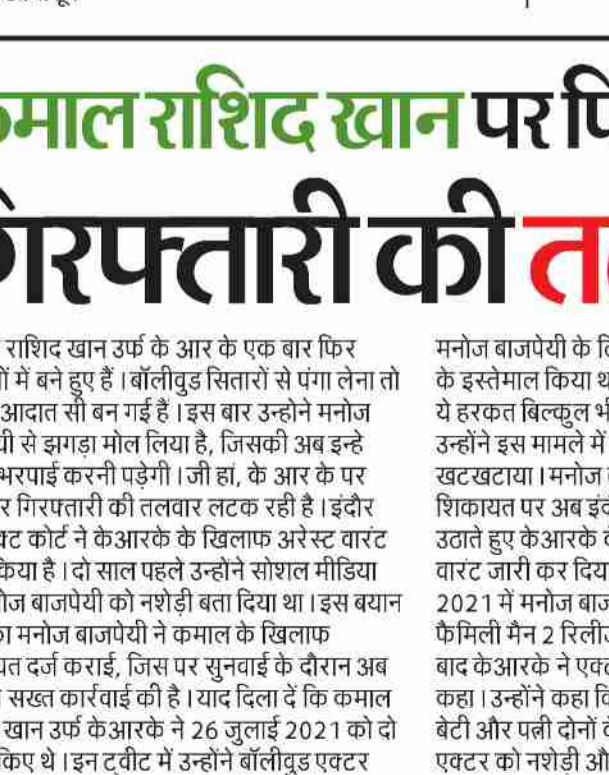 राशिद खान पर
की
राशिद खान उर्फ के आर के एक बार फिर
में बने हुए हैं । बॉलीवुड सितारों से पंगा लेना तो
आदात सी बन गई हैं । इस बार उन्होने मनोज
से झगड़ा मोल लिया है, जिसकी अब इन्हे
भरपाई करनी पड़ेगी । जी हां, के आर के पर
गिरफ्तारी की तलवार लटक रही है । इंदौर
कोर्ट ने केआरके के खिलाफ अरेस्ट वारंट
किया है । दो साल पहले उन्होंने सोशल मीडिया
बाजपेयी को नशेड़ी बता दिया था । इस बयान
मनोज बाजपेयी ने कमाल के खिलाफ
दर्ज कराई, जिस पर सुनवाई के दौरान अब
सख्त कार्रवाई की है । याद दिला दें कि कमाल
खान उर्फ केआरके ने 26 जुलाई 2021 को दो
किए थे । इन ट्वीट में उन्होंने बॉलीवुड एक्टर
मनोज बाजपेयी के
के इस्तेमाल किया
ये हरकत बिल्कुल
उन्होंने इस मामले में
खटखटाया । मनोज
शिकायत पर अब
उठाते हुए केआरके
वारंट जारी कर दिया
2021 में मनोज
फैमिली मैन 2
बाद केआरके ने
कहा । उन्होंने कहा
बेटी और पत्नी दोनों
एक्टर को नशेडी